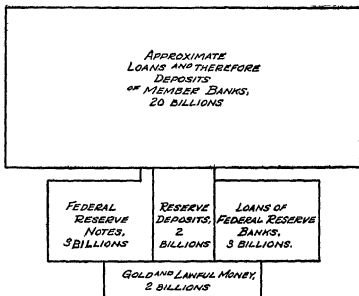 APPROXIMATE
LOANS AND THEREFORE
DEPOSITS
OF MEMBER BANKS,
20 BILLIONS
FEDERAL
RESERVE
NOTES,
3 BILLIONS
RESERVE
DEPOSITS,
2
BILLIONS
LOANS OF
FEDERAL RESERVE
BANKS,
3 BILLIONS.
GOLD AND LAWFUL MONEY,
2 BILLIONS